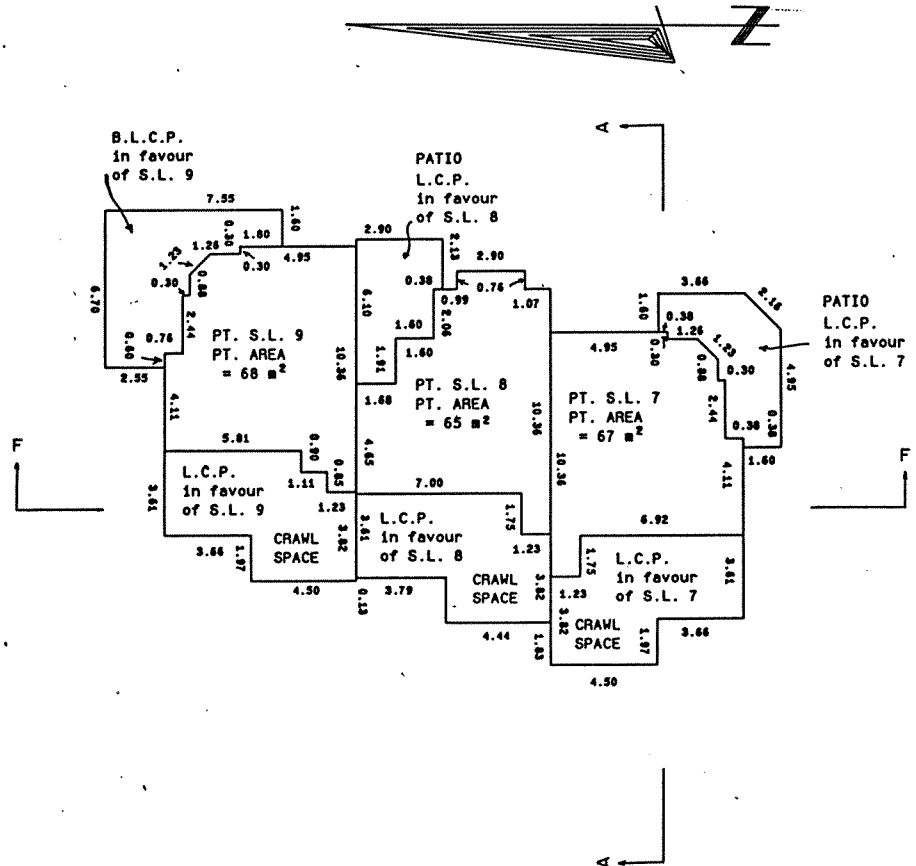 Z
A
B.L.C.P.
in favour
of S.L. 9
PATIO
L.C.P.
in favour
of S.L. 8
7.55
1.60
0.30
1.60
1.26
1.23
0.30
4.95
2.90
2.13
2.90
0.30
0.88
0.38
0.99
0.76
1.07
6.70
2.44
6.10
10.36
2.06
1.60
1.60
1.91
1.68
0.76
0.60
2.55
PT. S.L. 9
PT. AREA
= 68 m²
PT. S.L. 8
PT. AREA
= 65 m²
3.66
2.16
1.60
0.38
1.26
4.95
0.30
1.23
0.88
0.30
PATIO
L.C.P.
in favour
of S.L. 7
4.95
PT. S.L. 7
PT. AREA
= 67 m²
2.44
0.38
0.38
1.60
10.36
10.36
4.11
4.11
F
5.81
0.90
1.11
0.85
1.23
4.65
7.00
1.75
1.23
6.92
F
3.61
L.C.P.
in favour
of S.L. 9
CRAWL
SPACE
3.82
3.61
L.C.P.
in favour
of S.L. 8
CRAWL
SPACE
3.82
1.75
1.23
L.C.P.
in favour
of S.L. 7
3.61
3.66
1.97
4.50
0.13
3.79
4.44
1.83
3.82
CRAWL
SPACE
1.97
3.66
4.50
A